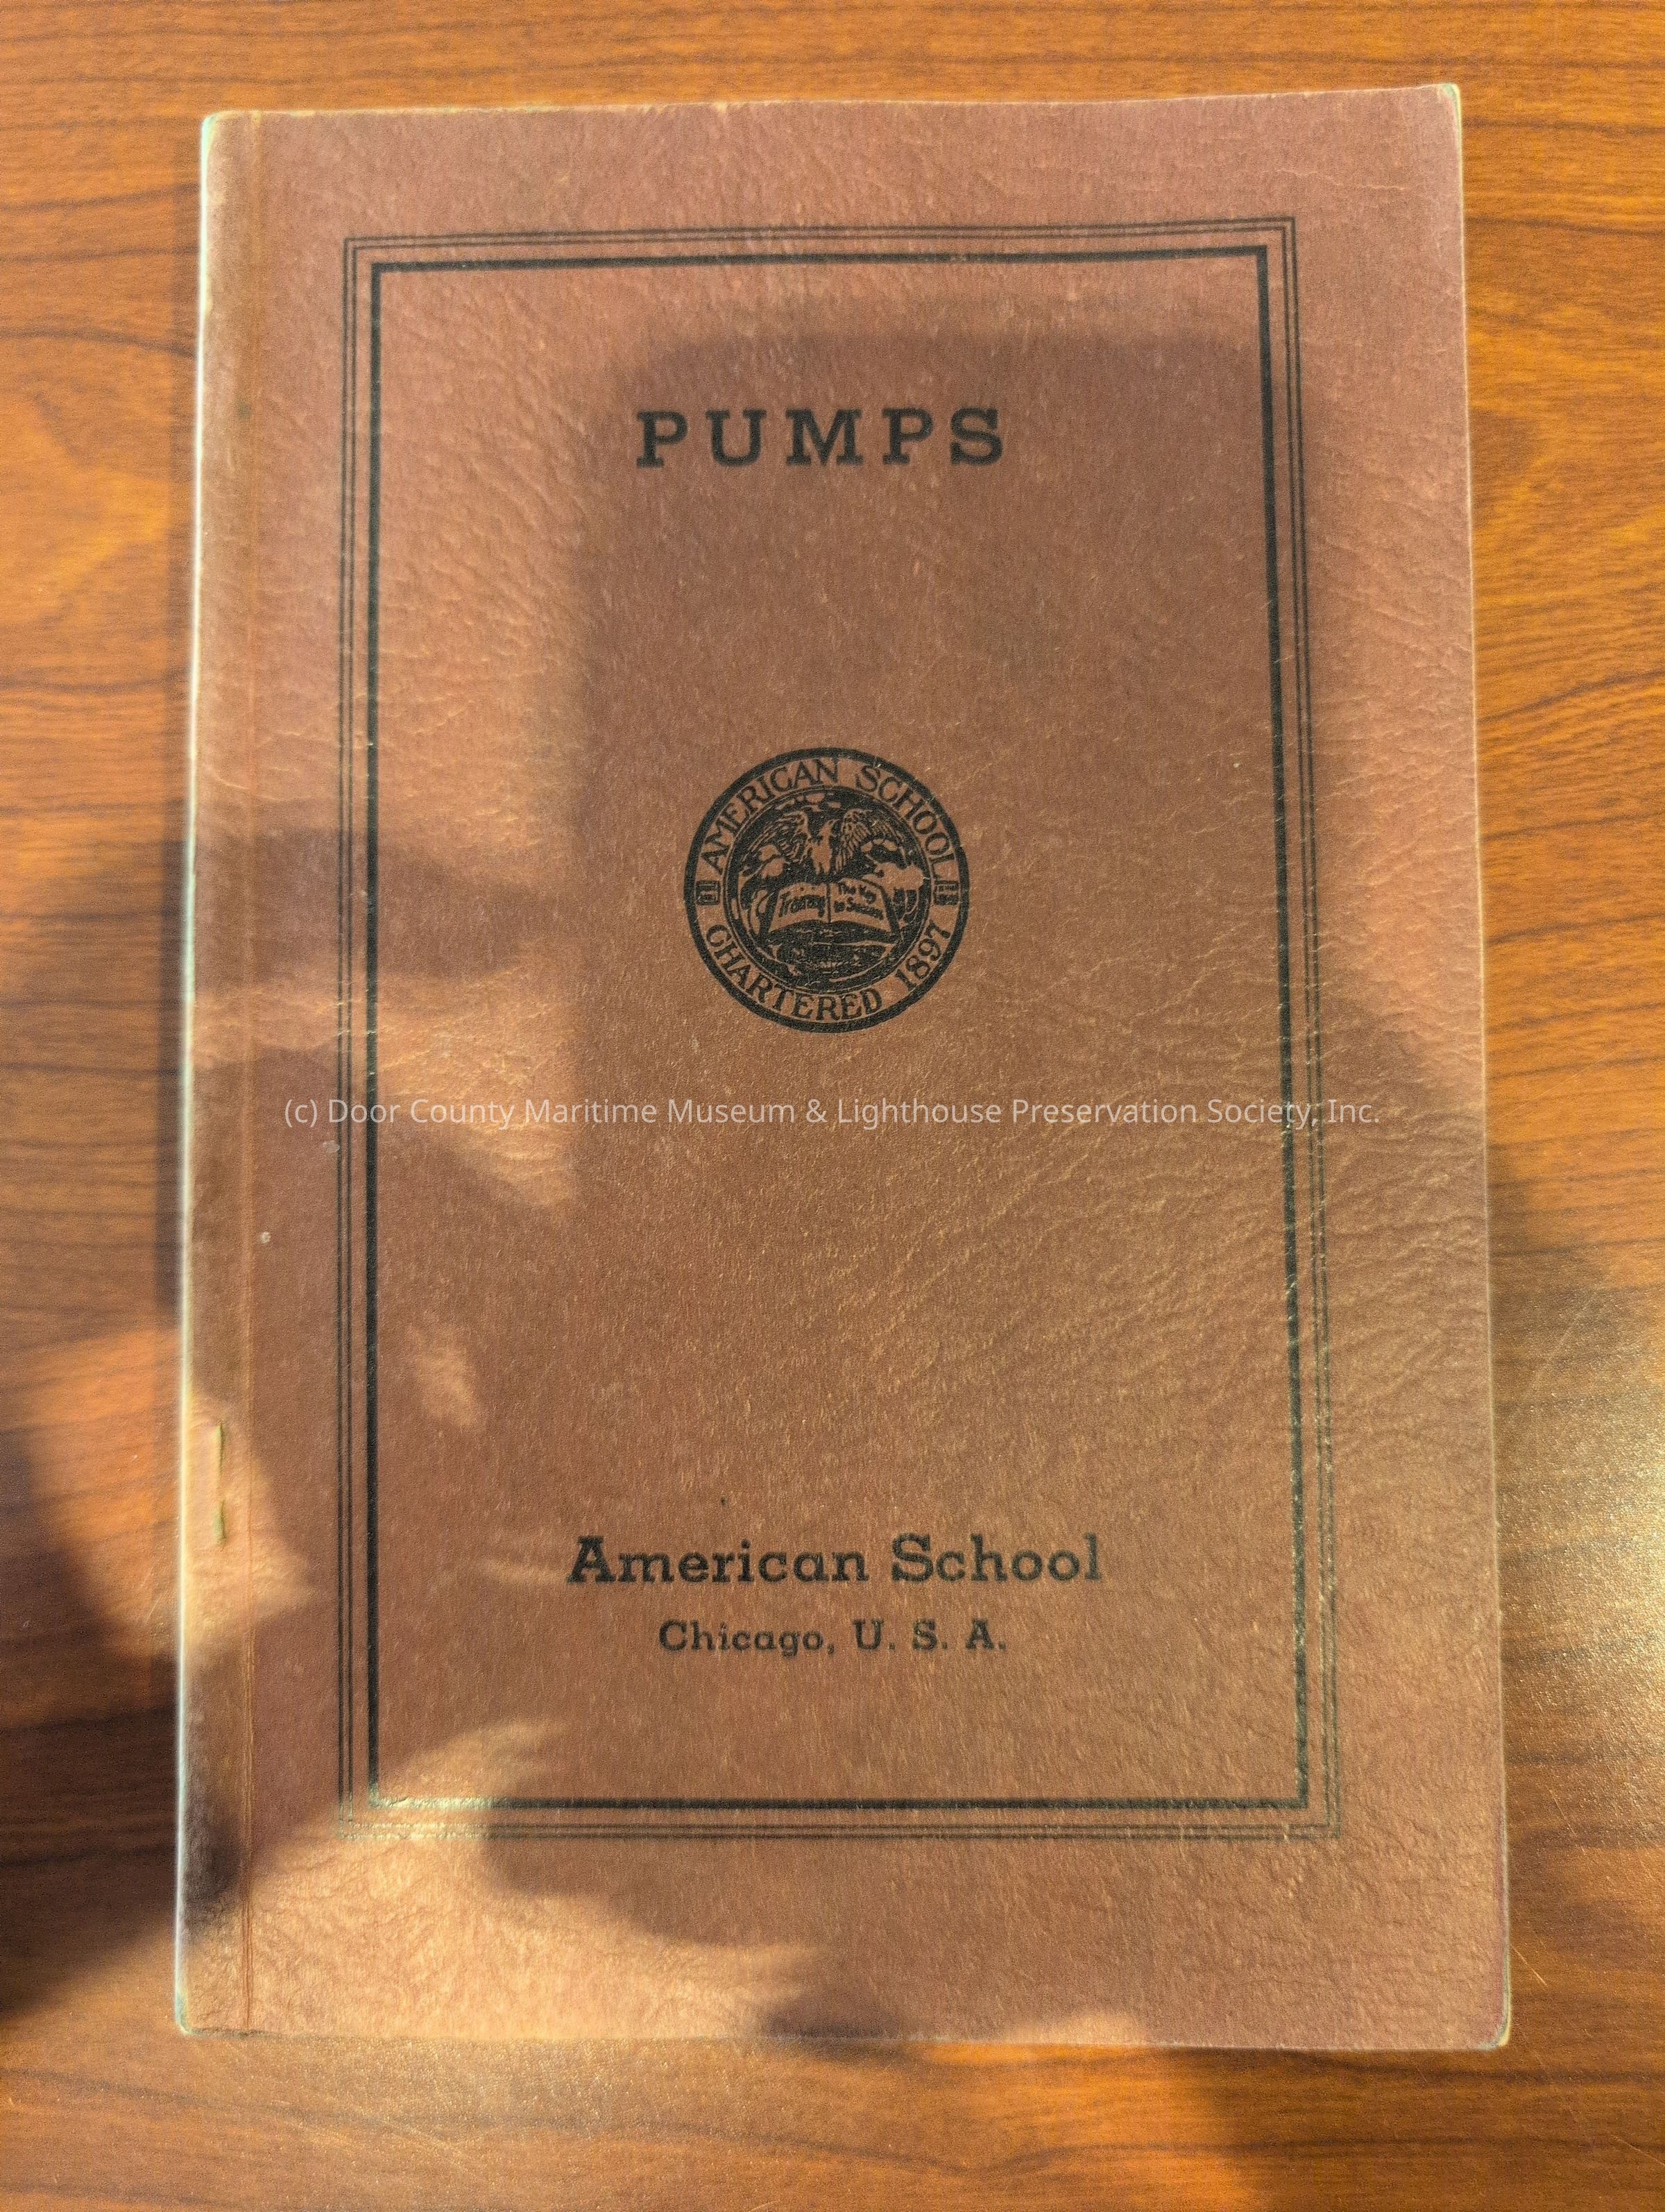 PUMPS
AMERICAN SCHOOL
Training The Key
to Success
CHARTERED 1897
(c) Door County Maritime Museum & Lighthouse Preservation Society, Inc.
American School
Chicago, U. S. A.